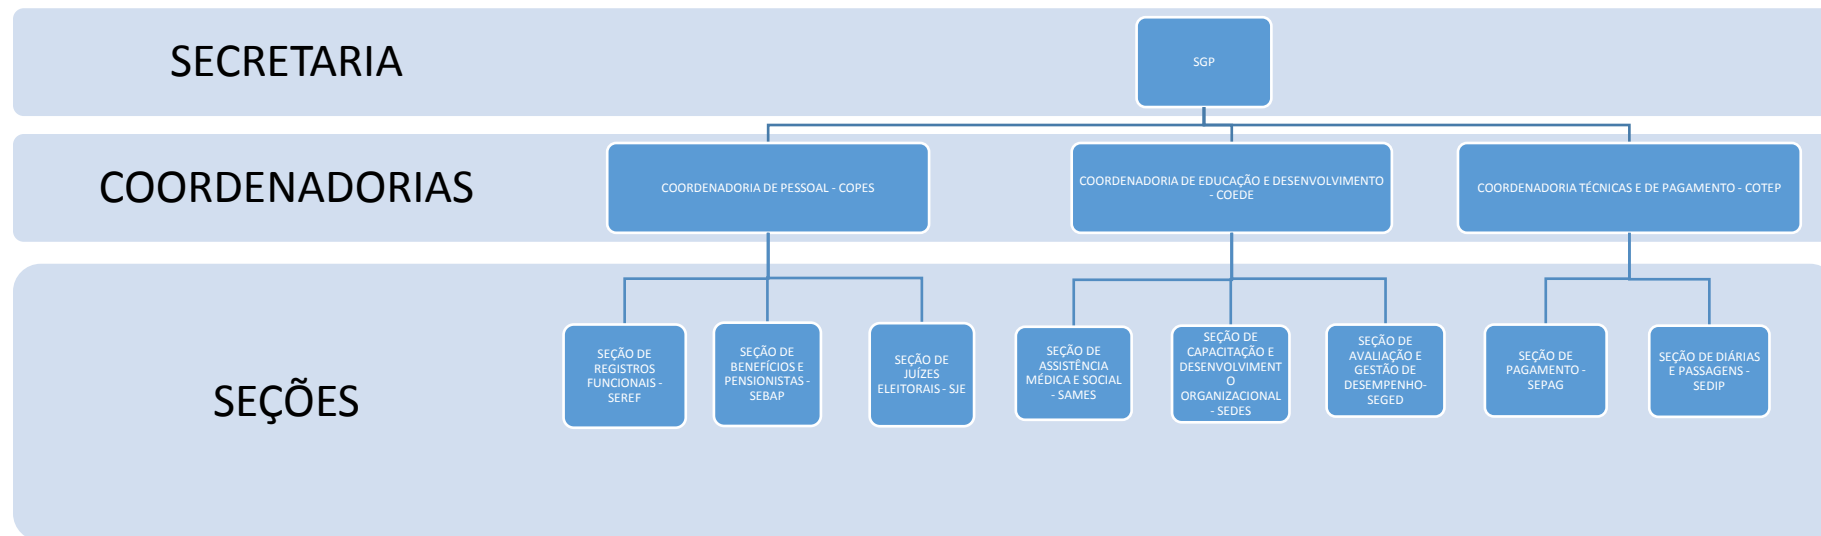 SECRETARIA
SGP
COORDENADORIAS
COORDENADORIA DE PESSOAL - COPES
COORDENADORIA DE EDUCAÇÃO E DESENVOLVIMENTO
- COEDE
COORDENADORIA TÉCNICAS E DE PAGAMENTO - COTEP
SEÇÕES
SEÇÃO DE
REGISTROS
FUNCIONAIS -
SEREF
SEÇÃO DE
BENEFÍCIOS E
PENSIONISTAS -
SEBAP
SEÇÃO DE
JUÍZES
ELEITORAIS - SJE
SEÇÃO DE
ASSISTÊNCIA
MÉDICA E SOCIAL
- SAMES
SEÇÃO DE
CAPACITAÇÃO E
DESENVOLVIMENT
O
ORGANIZACIONAL
- SEDES
SEÇÃO DE
AVALIAÇÃO E
GESTÃO DE
DESEMPENHO-
SEGED
SEÇÃO DE
PAGAMENTO -
SEPAG
SEÇÃO DE DIÁRIAS
E PASSAGENS -
SEDIP